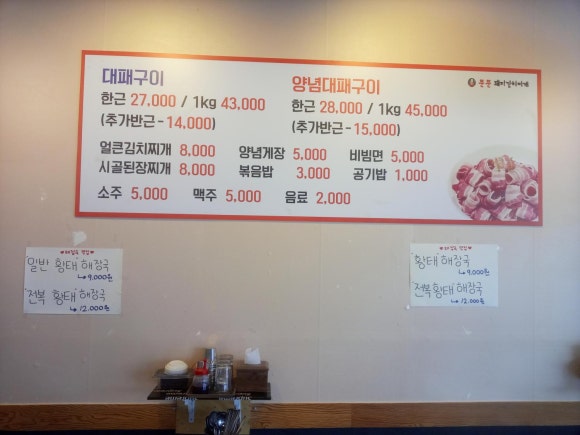 대패구이
한근 27,000 / 1kg 43,000
(추가반근-14,000)
양념대패구이
한근 28,000 / 1kg 45,000
(추가반근-15,000)
얼큰김치찌개 8,000 양념게장 5,000 비빔면 5,000
시골된장찌개 8,000 볶음밥 3,000 공기밥 1,000
소주 5,000 맥주 5,000 음료 2,000
일반 황태 해장국
↳9,000원
전복 황태 해장국
↳12,000원
황태 해장국
↳9,000원
전복황태 해장국
↳12,000원